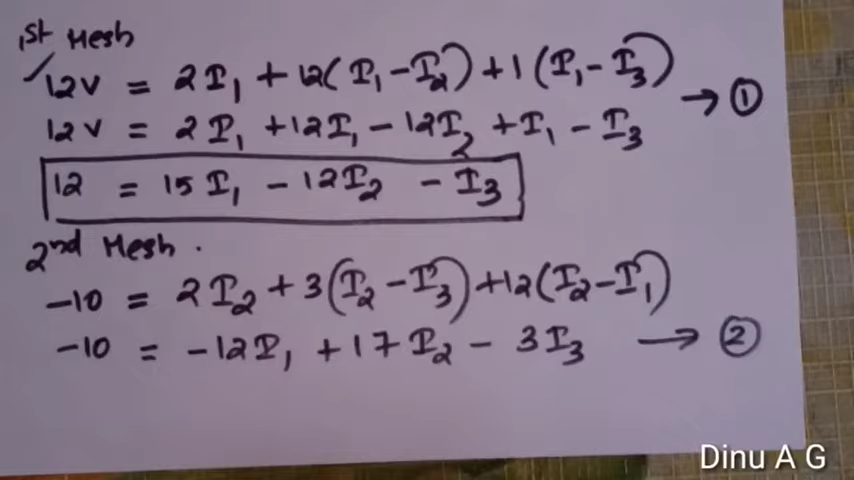 1st Mesh
12V = 2I₁ + 12(I₁ - I₂) + 1(I₁ - I₃)
12V = 2I₁ + 12I₁ - 12I₂ + I₁ - I₃ → ①
12 = 15I₁ - 12I₂ - I₃
2nd Mesh.
-10 = 2I₂ + 3(I₂ - I₃) + 12(I₂ - I₁)
-10 = -12I₁ + 17I₂ - 3I₃ → ②
Dinu A G